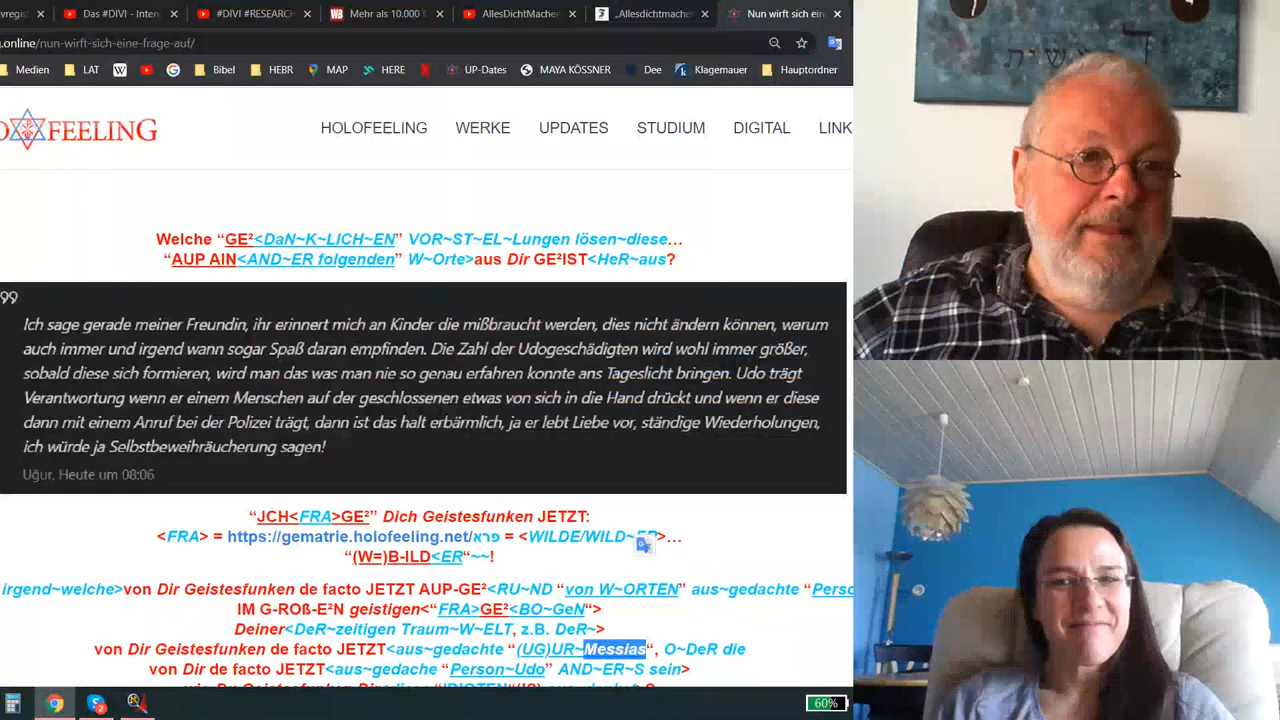 vregis
Das #DIVI - Inten
#DIVI #RESEARCH
Mehr als 10.000 E
AllesDichtMachen
„Allesdichtmache
Nun wirft sich ein
.online/nun-wirft-sich-eine-frage-auf/
Medien LAT Bibel HEBR MAP HERE UP-Dates MAYA KÖSSNER Dee Klagemauer Hauptordner
FEELING
HOLOFEELING WERKE UPDATES STUDIUM DIGITAL LINK
Welche “GE²<DaN~K~LICH~EN” VOR~ST~EL~Lungen lösen~diese…
“AUP AIN<AND~ER folgenden” W~Orte>aus Dir GE²IST<HeR~aus?
Ich sage gerade meiner Freundin, ihr erinnert mich an Kinder die mißbraucht werden, dies nicht ändern können, warum
auch immer und irgend wann sogar Spaß daran empfinden. Die Zahl der Udogeschädigten wird wohl immer größer,
sobald diese sich formieren, wird man das was man nie so genau erfahren konnte ans Tageslicht bringen. Udo trägt
Verantwortung wenn er einem Menschen auf der geschlossenen etwas von sich in die Hand drückt und wenn er diese
dann mit einem Anruf bei der Polizei trägt, dann ist das halt erbärmlich, ja er lebt Liebe vor, ständige Wiederholungen,
ich würde ja Selbstbeweihräucherung sagen!
Uğur, Heute um 08:06
“JCH<FRA>GE²” Dich Geistesfunken JETZT:
<FRA> = https://gematrie.holofeeling.net/פרא = <WILDE/WILD~ER>…
“(W=)B-ILD<ER“~~!
irgend~welche>von Dir Geistesfunken de facto JETZT AUP-GE²<RU~ND “von W~ORTEN” aus~gedachte “Perso
IM G-ROß-E²N geistigen<“FRA>GE²<BO~GeN“>
Deiner<DeR~zeitigen Traum~W~ELT, z.B. DeR~>
von Dir de facto JETZT<aus~gedachte “(UG)UR~Messias“, O~DeR die
von Dir de facto JETZT<aus~gedache “Person~Udo” AND~ER~S sein>
60%